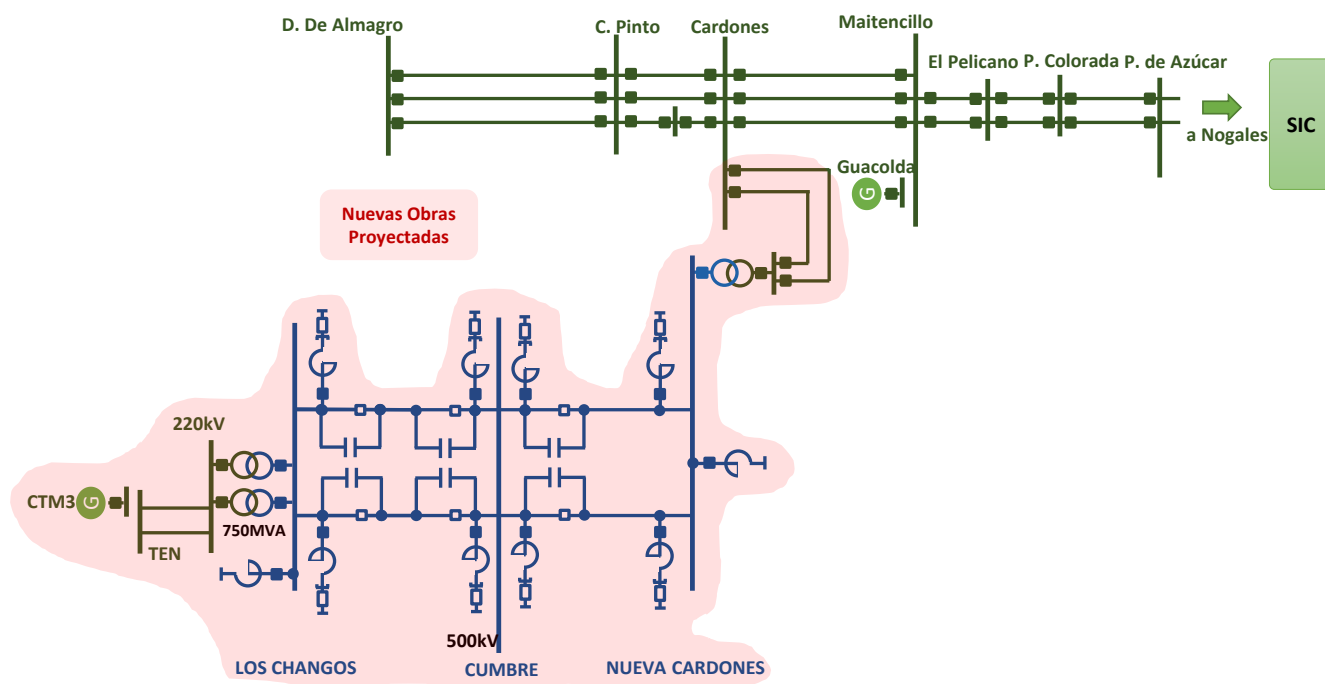 D. De Almagro
C. Pinto
Cardones
Maitencillo
El Pelicano
P. Colorada
P. de Azúcar
a Nogales
SIC
Guacolda
G
Nuevas Obras
Proyectadas
220kV
CTM3
G
750MVA
TEN
500kV
LOS CHANGOS
CUMBRE
NUEVA CARDONES